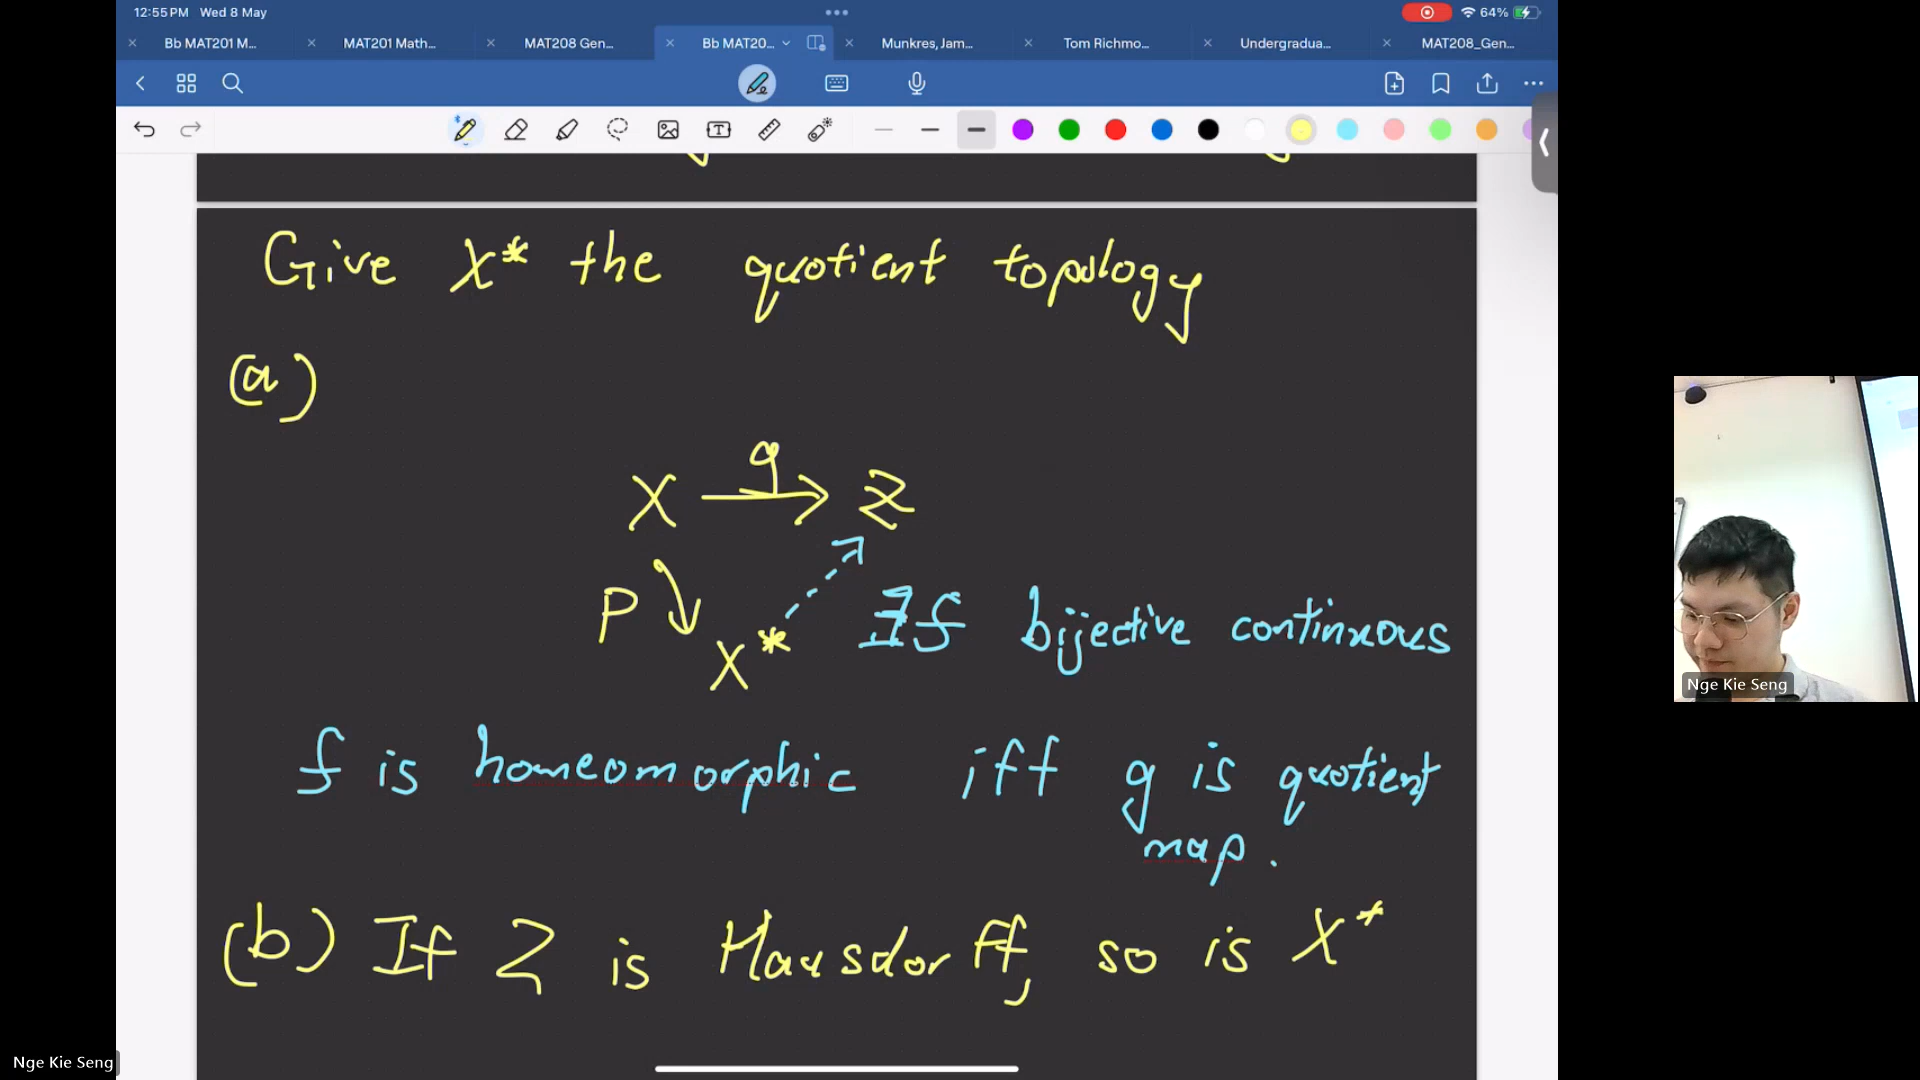 12:55 PM Wed 8 May
64%
Bb MAT201 M...
MAT201 Math...
MAT208 Gen...
Bb MAT20...
Munkres, Jam...
Tom Richmo...
Undergradua...
MAT208_Gen...
Give X* the quotient topology
(a)
X g Z
P
X* ∃f bijective continuous
f is homeomorphic iff g is quotient
map.
(b) If Z is Hausdorff, so is X*
Nge Kie Seng
Nge Kie Seng